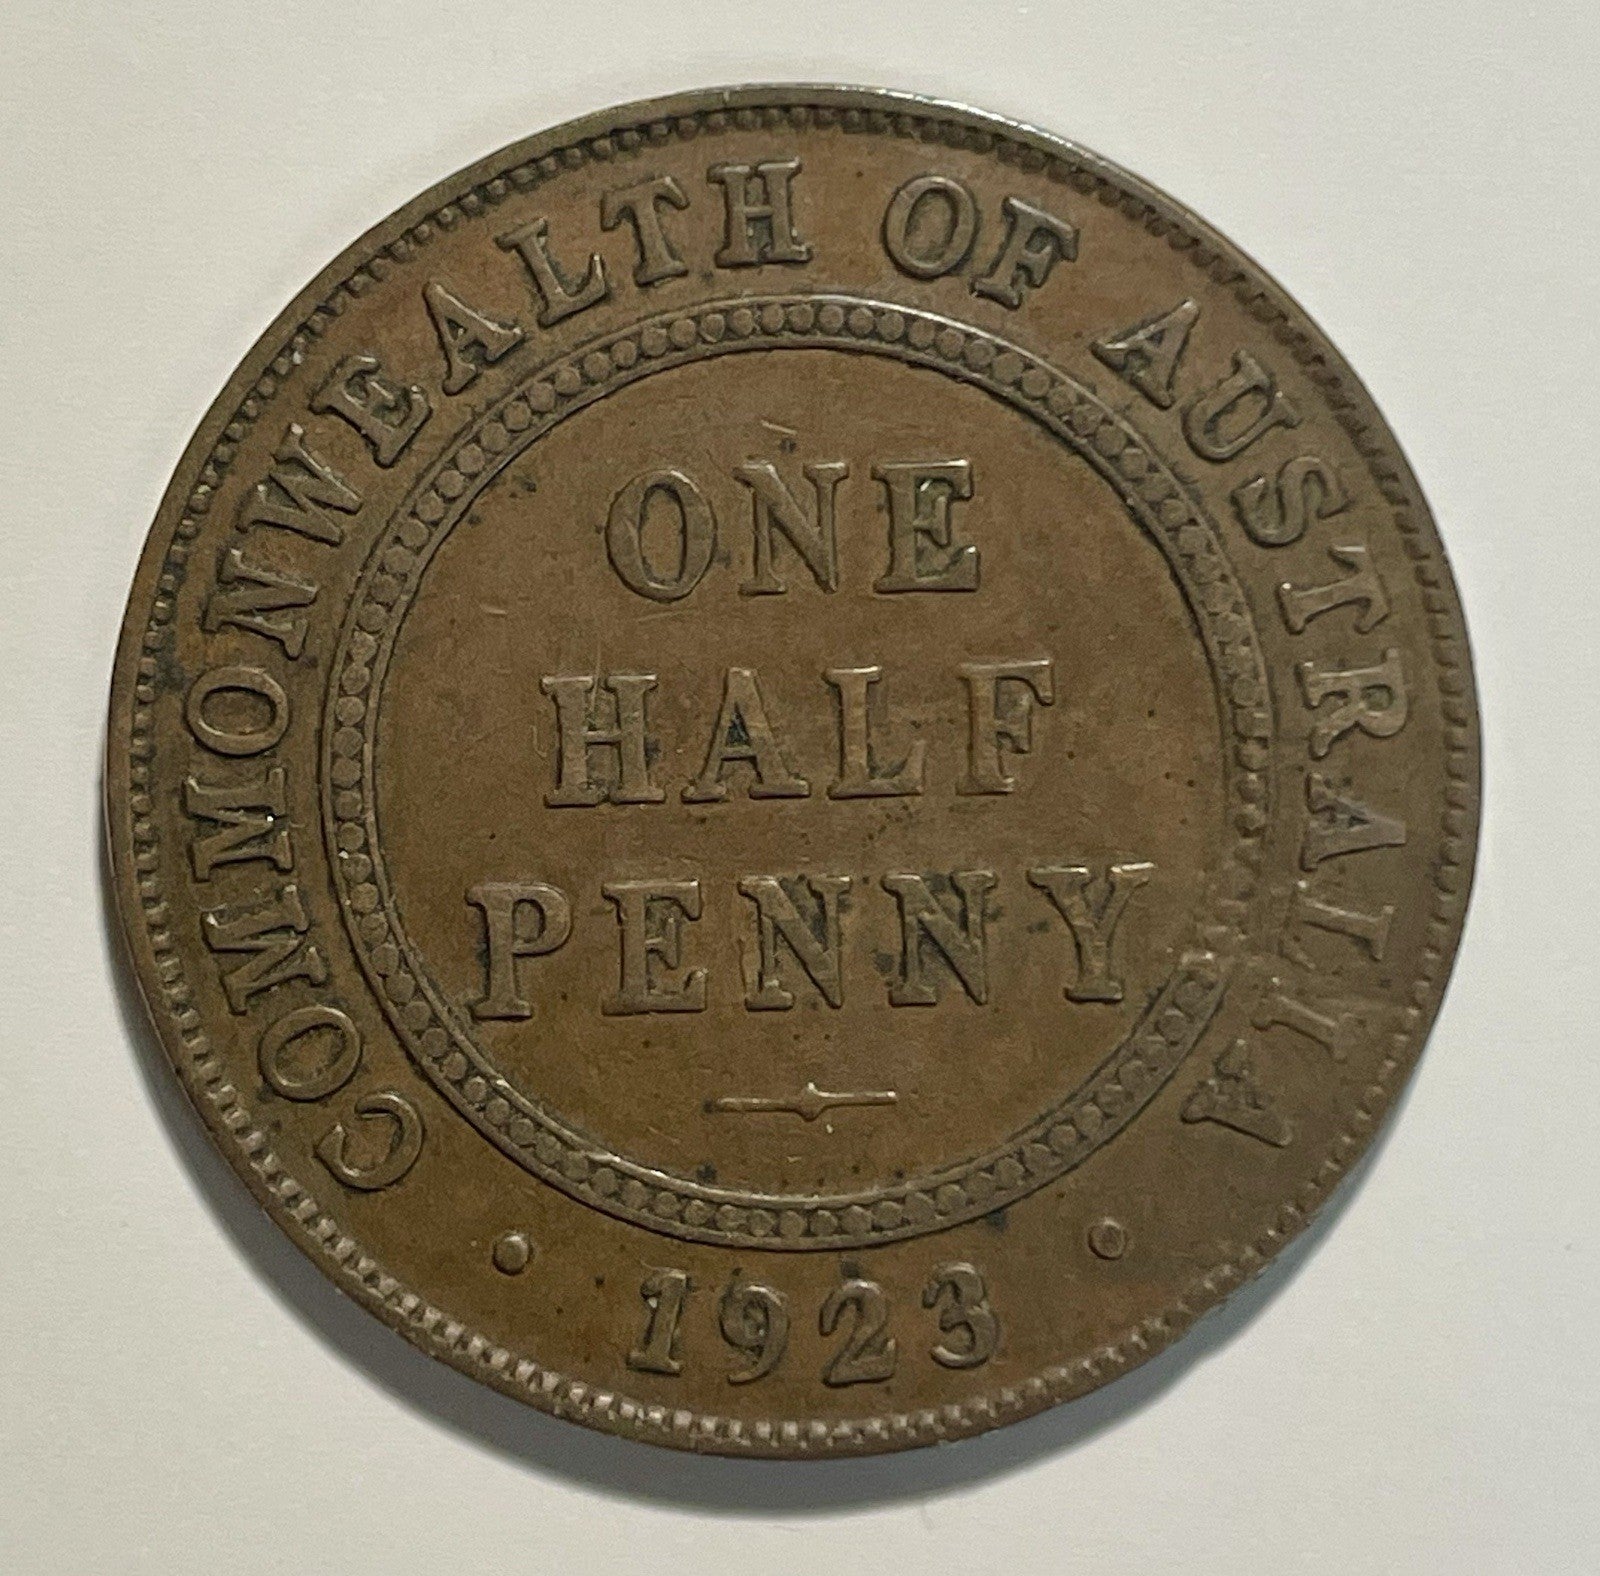 COMMONWEALTH OF AUSTRALIA
ONE
HALF
PENNY
· 1923 ·